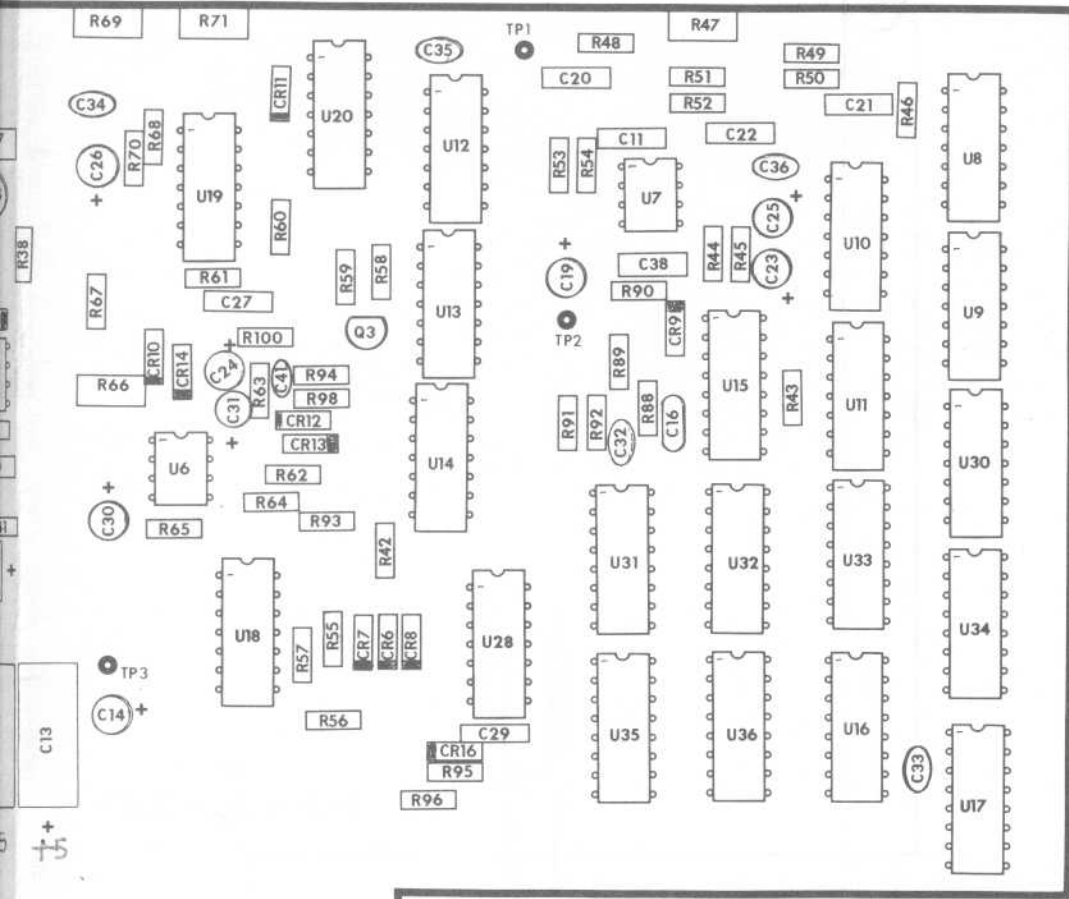 R69 R71 TP1 R47
C35 R48 R49
CR11 C20 R51 R50
C34 U20 R52 C21 R46
R68 C11 C22
R70 U12 R53 R54 U8
C26 C36
+ U19 U7 +
R60 C25
R38 + U10
R59 R58 C38 R44 R45
R61 C19 C23
R67 C27 R90 +
U13 CR9 U9
R100 Q3 TP2
+ R89
CR10 CR14 C24 C41 R94 U15
R66 R63 R98 R43 U11
C31 CR12 R91 R92 R88 C16
+ CR13 C32
U6 U14 U30
R62
+ R64
C30 R65 R93
R42
+ U31 U32 U33
U18 R55 CR7 CR6 CR8 U28 U34
R57
TP3
C14 +
C13 R56 C29 U35 U36 U16
CR16
R95 C33
R96 U17
+
+5